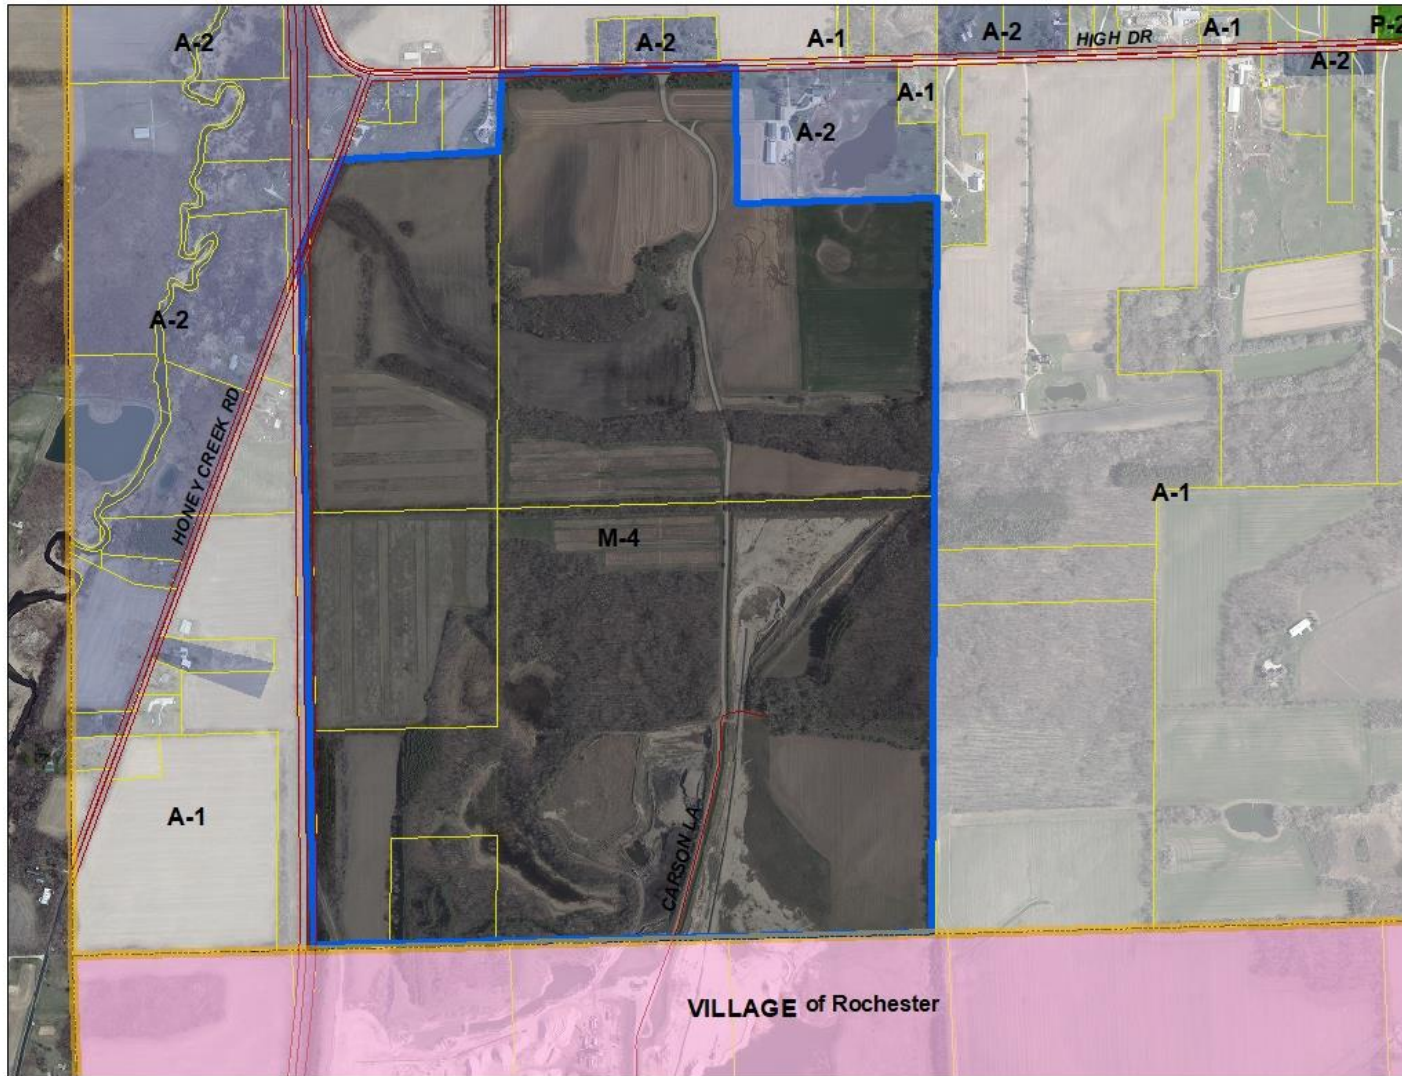 A-2
A-2
A-1
A-2
HIGH DR
A-1
P-2
A-2
A-1
A-2
A-2
HONEY CREEK RD
A-1
M-4
A-1
CARSON LA
VILLAGE of Rochester